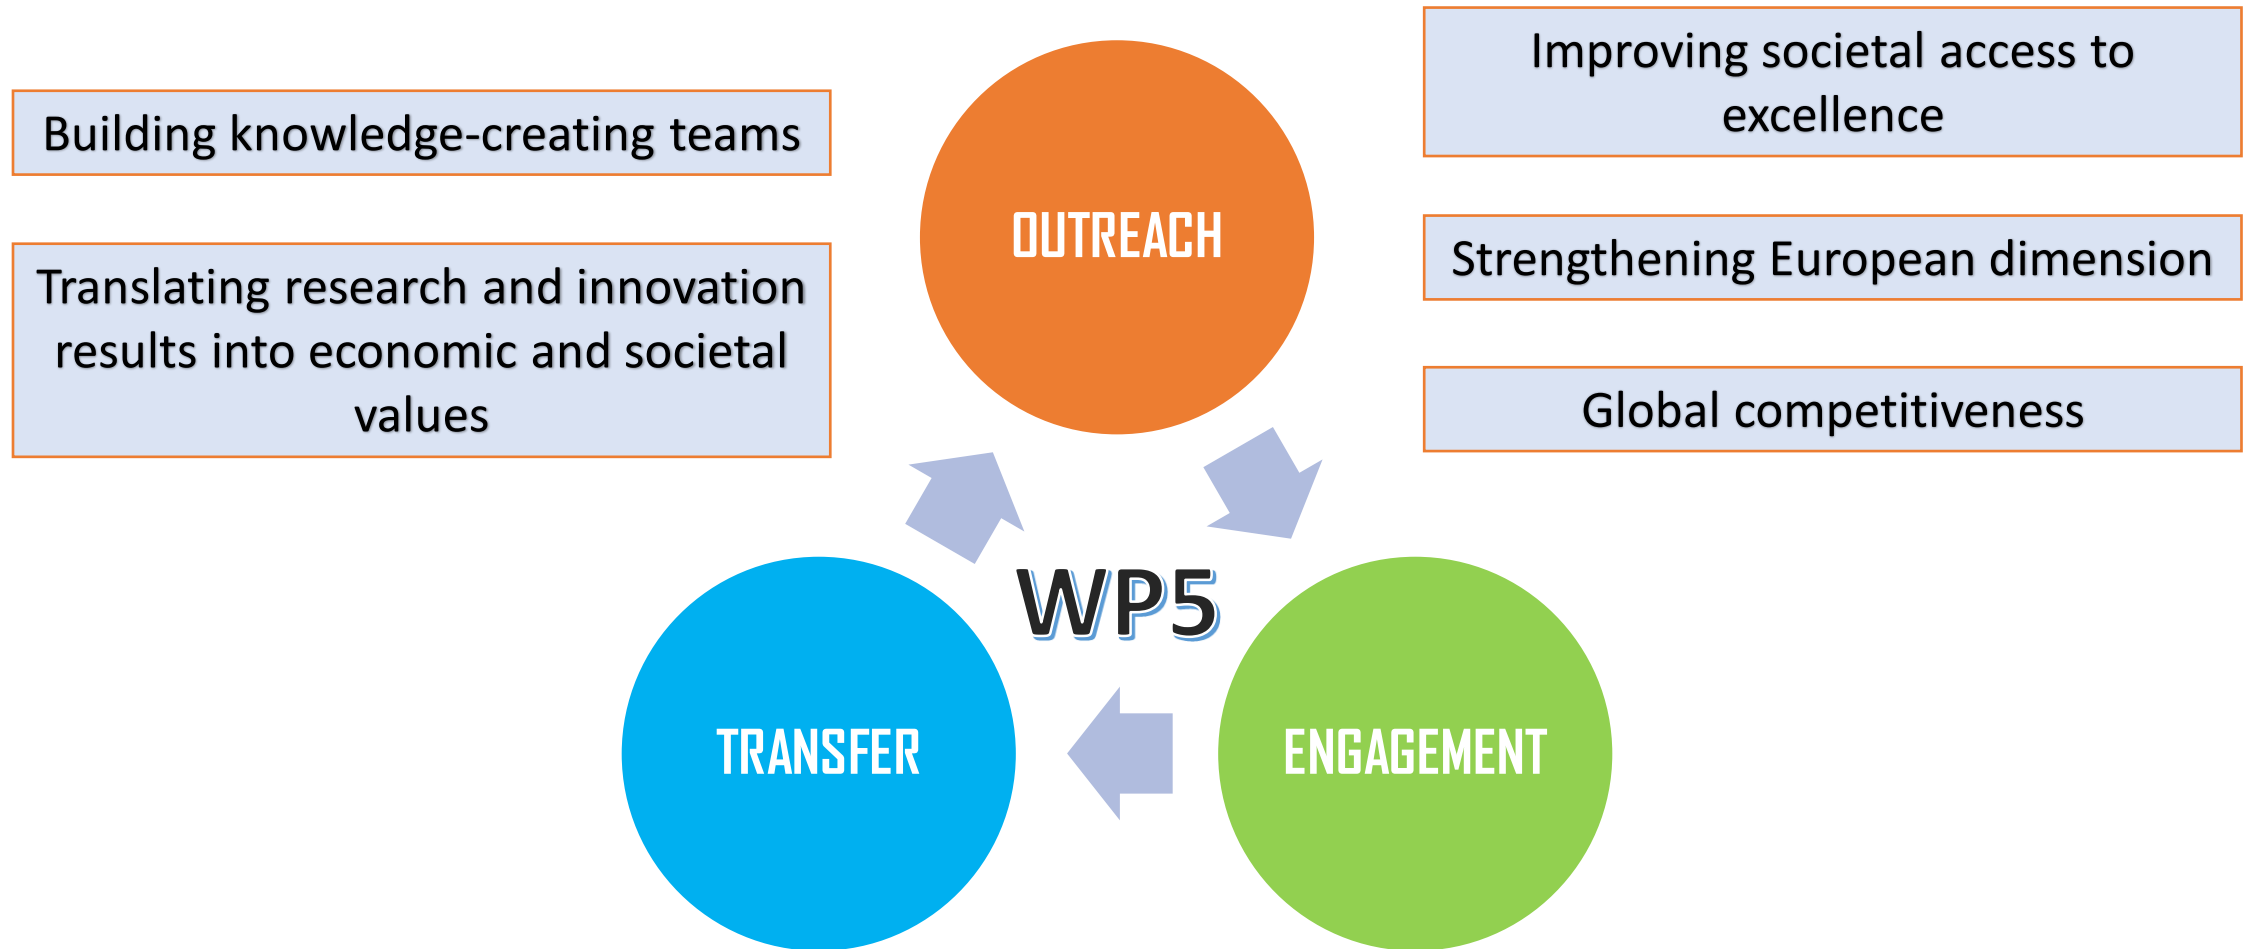 Building knowledge-creating teams
Translating research and innovation
results into economic and societal
values
OUTREACH
Improving societal access to
excellence
Strengthening European dimension
Global competitiveness
WP5
TRANSFER
ENGAGEMENT